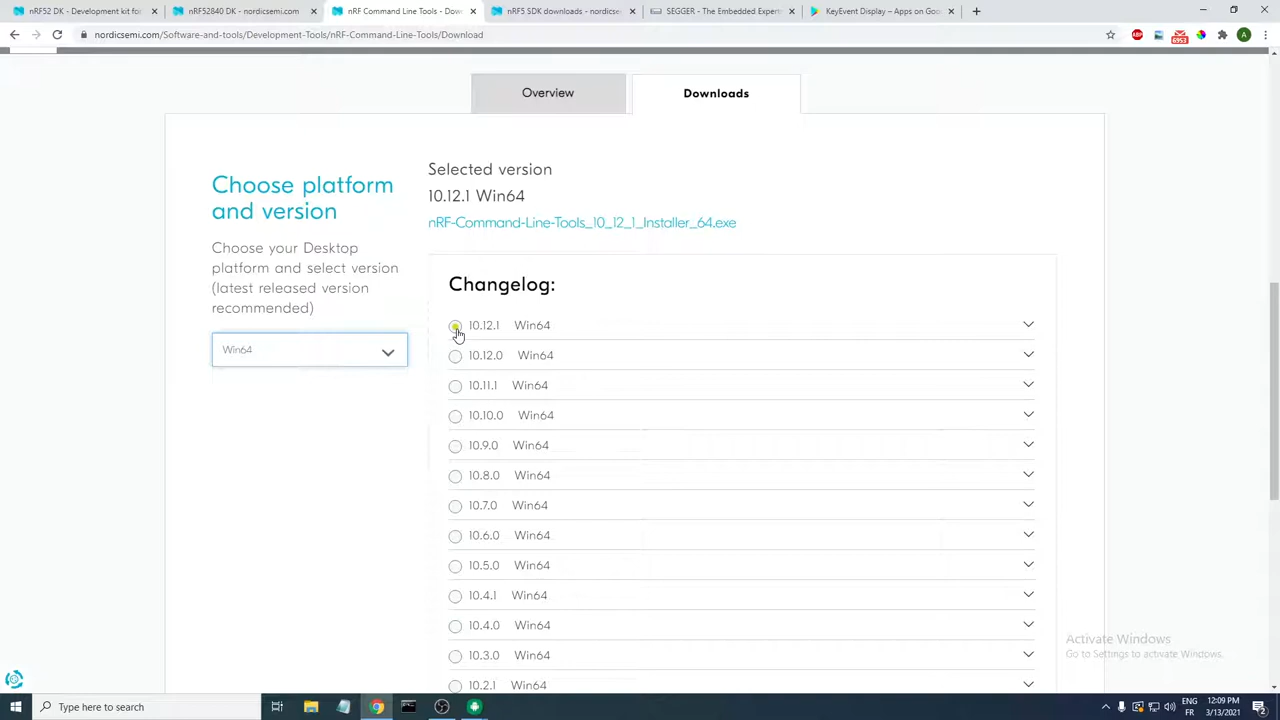 nRF52 DK - Development kit fo
nRF52840 DK - nordicsemi.com
nRF Command Line Tools - Dow
nRF5 SDK downloads - nordicse
SEGGER - The Embedded Experts
KeyEvent Display – Apps on Goo
nordicsemi.com/Software-and-tools/Development-Tools/nRF-Command-Line-Tools/Download
ABP
6953
A
Overview
Downloads
Choose platform
and version
Choose your Desktop
platform and select version
(latest released version
recommended)
Win64
Selected version
10.12.1 Win64
nRF-Command-Line-Tools_10_12_1_Installer_64.exe
Changelog:
10.12.1 Win64
10.12.0 Win64
10.11.1 Win64
10.10.0 Win64
10.9.0 Win64
10.8.0 Win64
10.7.0 Win64
10.6.0 Win64
10.5.0 Win64
10.4.1 Win64
10.4.0 Win64
10.3.0 Win64
10.2.1 Win64
Activate Windows
Go to Settings to activate Windows.
Type here to search
ENG
FR
12:09 PM
3/13/2021
2